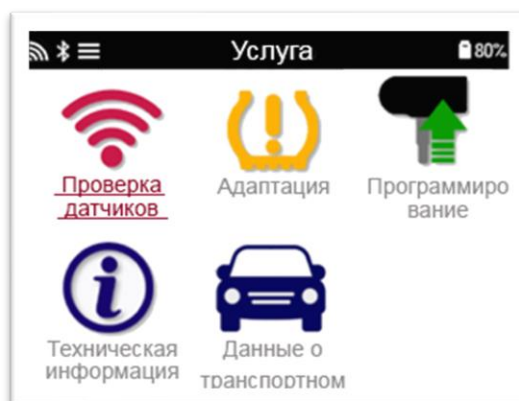 Услуга 80%
Проверка
датчиков
Адаптация
Программиро
вание
Техническая
информация
Данные о
транспортном